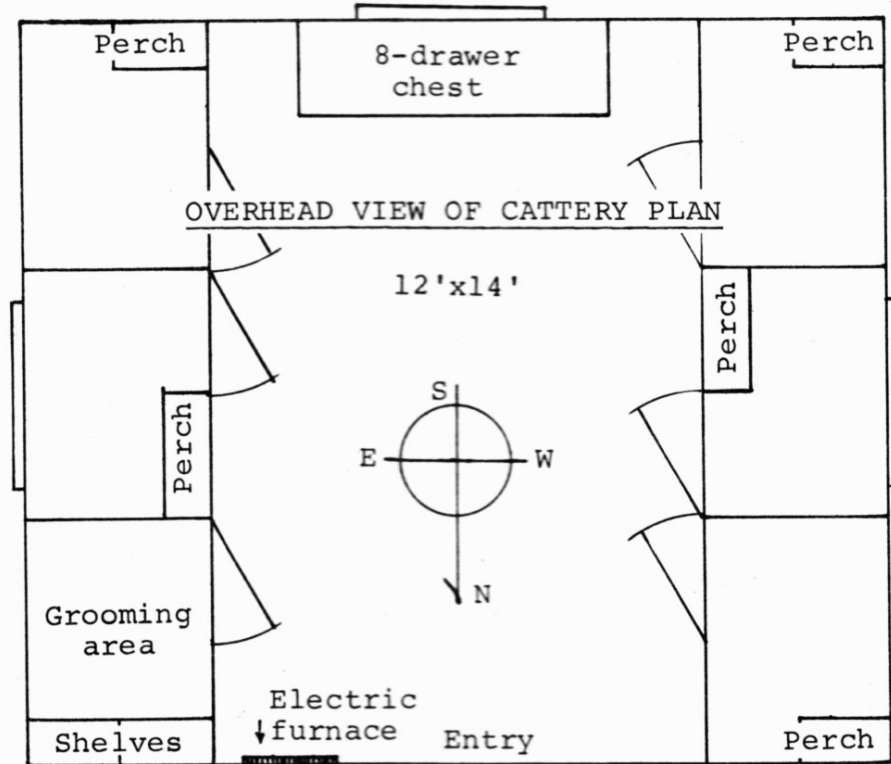 Perch
8-drawer
chest
Perch
OVERHEAD VIEW OF CATTERY PLAN
12'x14'
Perch
S
E
W
Perch
N
Grooming
area
Electric
furnace
Shelves
Entry
Perch